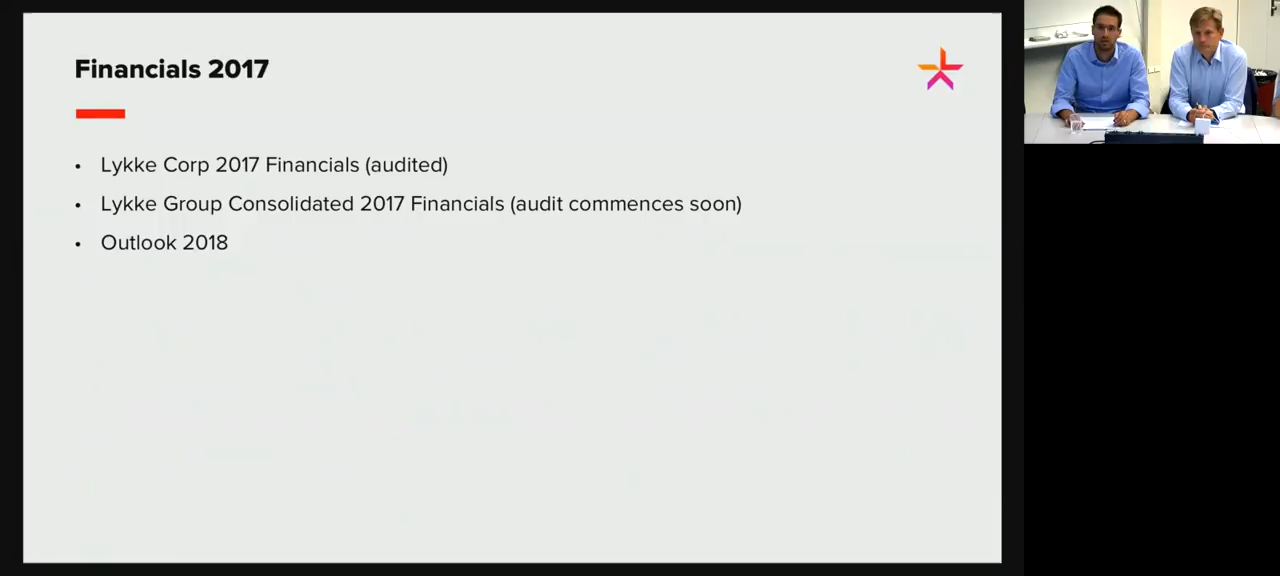 Financials 2017
• Lykke Corp 2017 Financials (audited)
• Lykke Group Consolidated 2017 Financials (audit commences soon)
• Outlook 2018